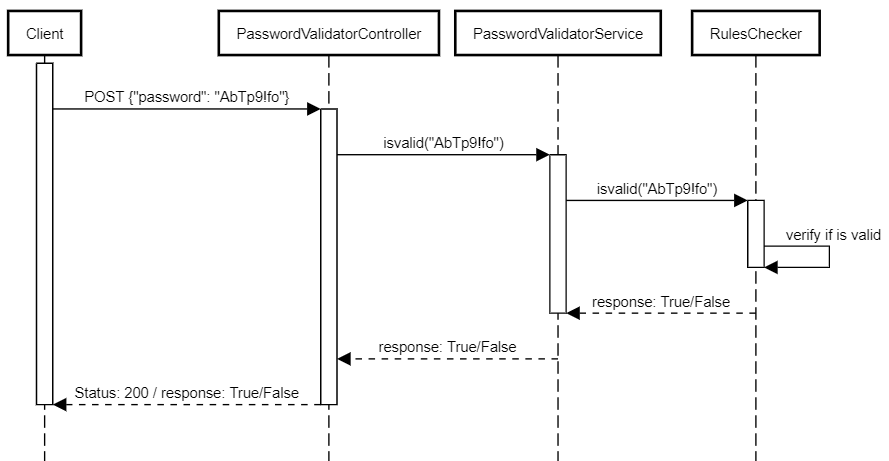 Client
PasswordValidatorController
PasswordValidatorService
RulesChecker
POST {"password": "AbTp9!fo"}
isvalid("AbTp9!fo")
isvalid("AbTp9!fo")
verify if is valid
response: True/False
response: True/False
Status: 200 / response: True/False